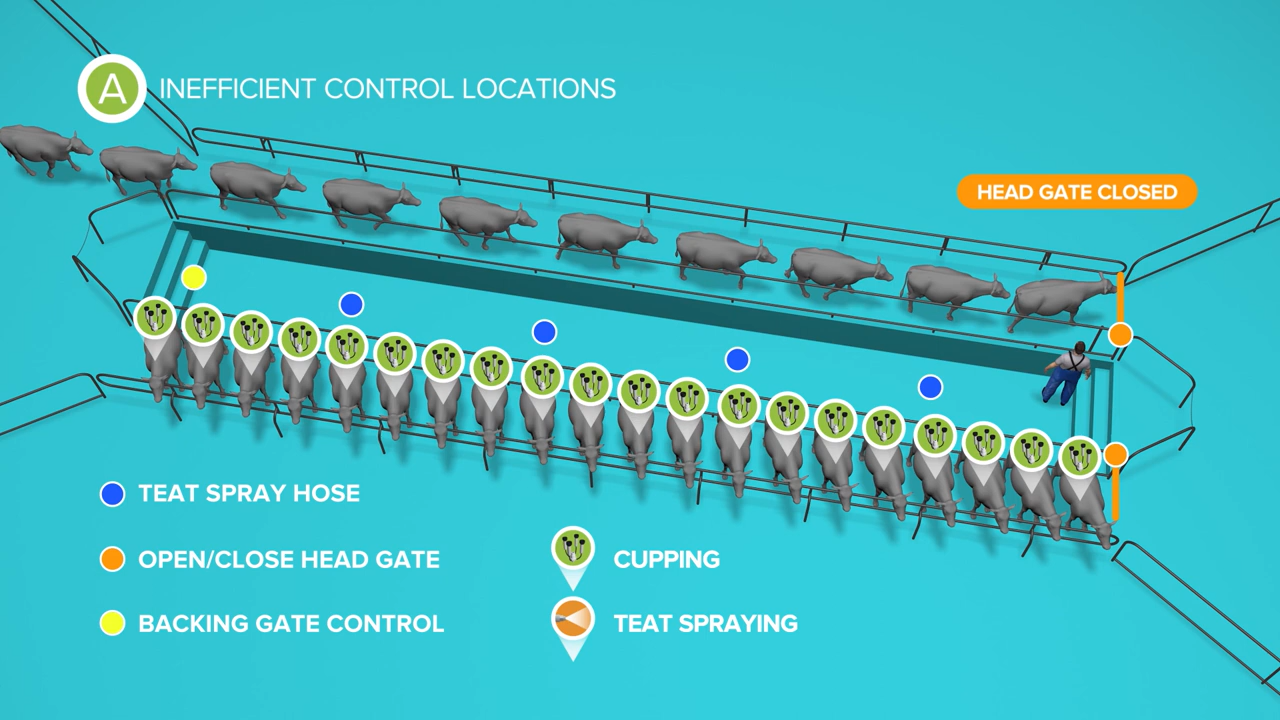 A
INEFFICIENT CONTROL LOCATIONS
HEAD GATE CLOSED
TEAT SPRAY HOSE
OPEN/CLOSE HEAD GATE
BACKING GATE CONTROL
CUPPING
TEAT SPRAYING